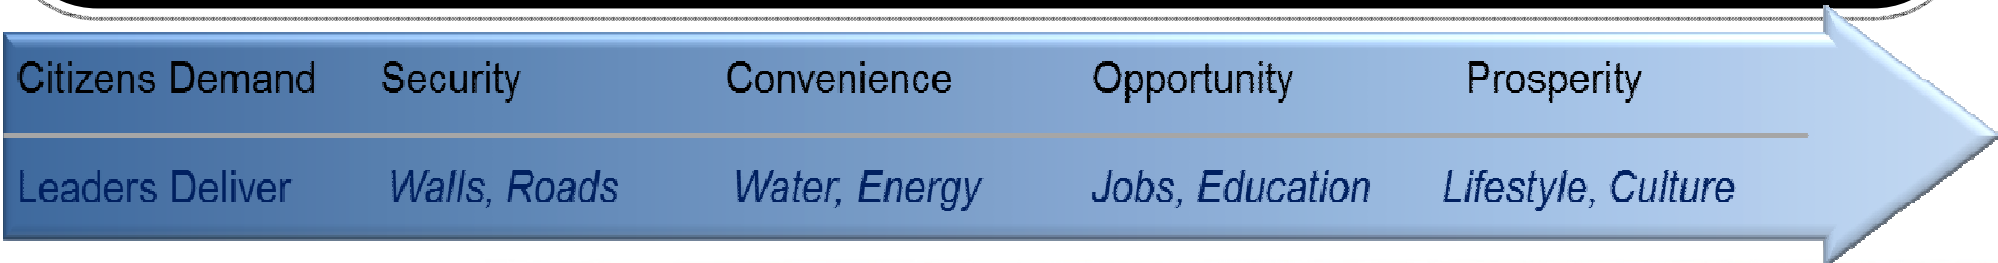 Citizens Demand Security Convenience Opportunity Prosperity
Leaders Deliver Walls, Roads Water, Energy Jobs, Education Lifestyle, Culture